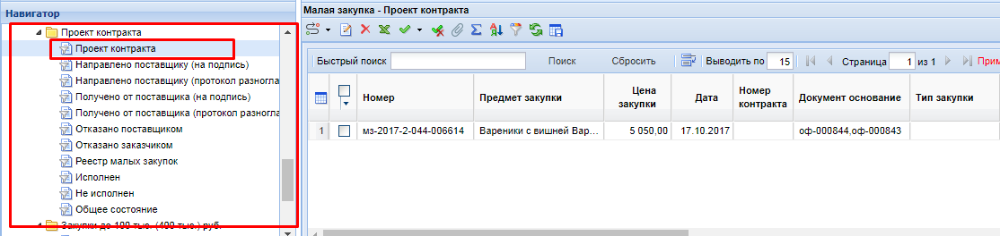 Навигатор
Проект контракта
Проект контракта
Направлено поставщику (на подпись)
Направлено поставщику (протокол разногла
Получено от поставщика (на подпись)
Получено от поставщика (протокол разногла
Отказано поставщиком
Отказано заказчиком
Реестр малых закупок
Исполнен
Не исполнен
Общее состояние
Закупки до 100 тыс. (400 тыс.) руб.
Малая закупка - Проект контракта
Быстрый поиск Поиск Сбросить Выводить по 15 Страница 1 из 1 Прим
Номер Предмет закупки Цена закупки Дата Номер контракта Документ основание Тип закупки
1 мз-2017-2-044-006614 Вареники с вишней Вар... 5 050,00 17.10.2017 оф-000844,оф-000843